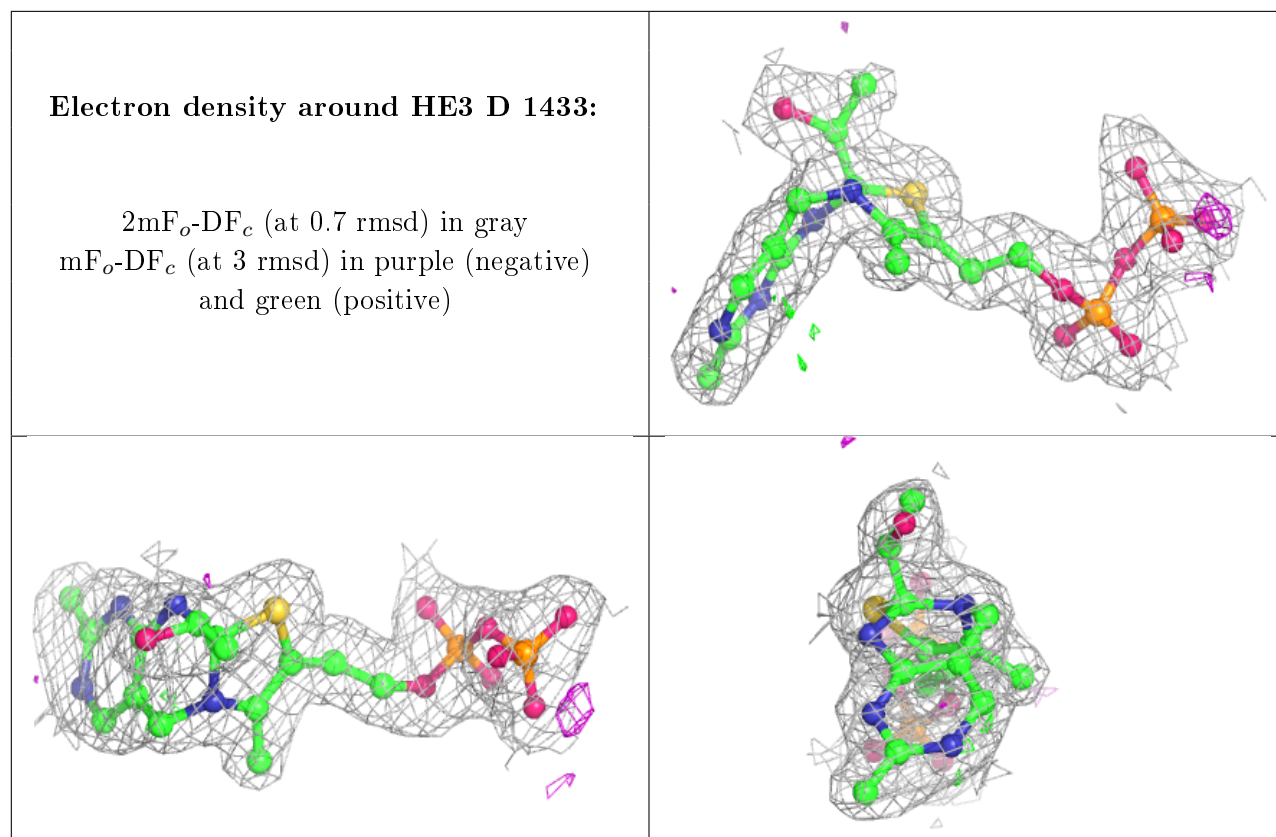 Electron density around HE3 D 1433:
2mFₒ-DF𝒸 (at 0.7 rmsd) in gray
mFₒ-DF𝒸 (at 3 rmsd) in purple (negative)
and green (positive)